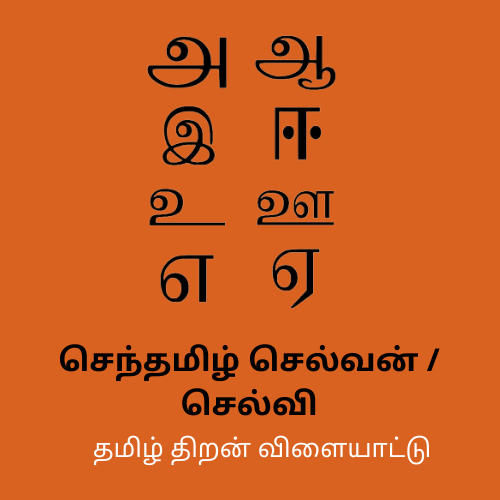 அ ஆ
இ ஈ
உ ஊ
எ ஏ
செந்தமிழ் செல்வன் /
செல்வி
தமிழ் திறன் விளையாட்டு